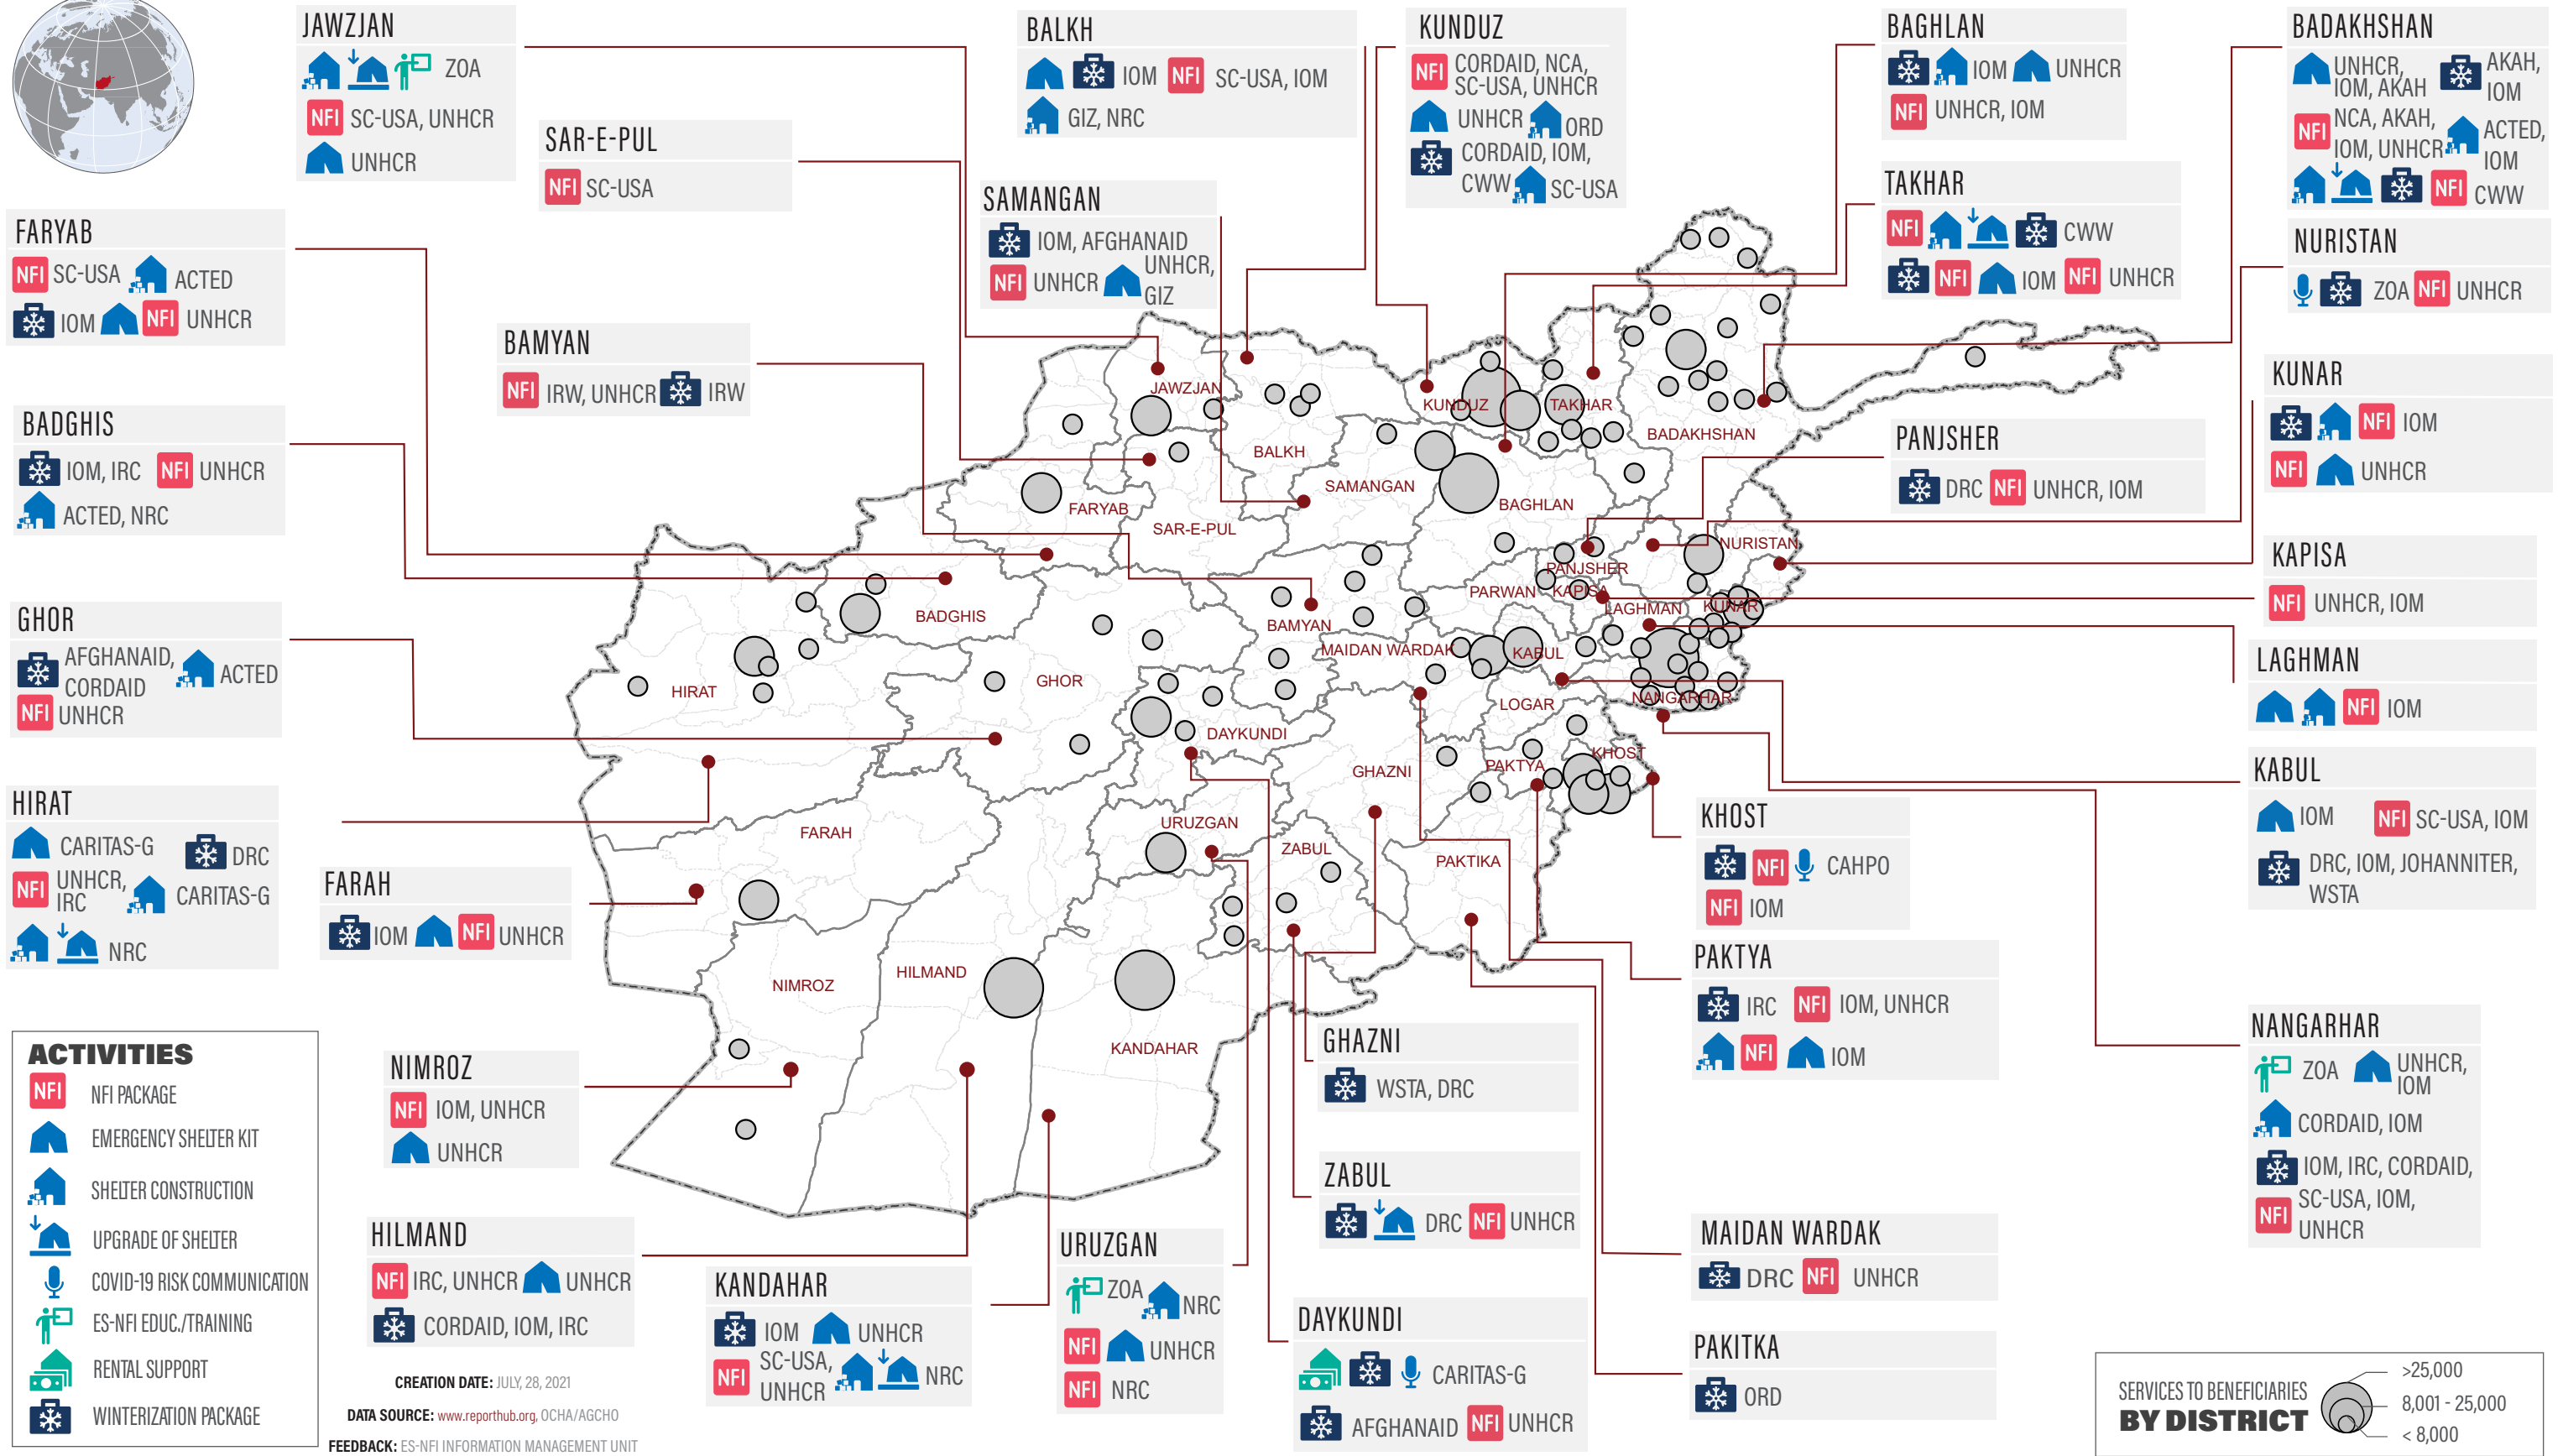 JAWZJAN
ZOA
NFI SC-USA, UNHCR
UNHCR
SAR-E-PUL
NFI SC-USA
BALKH
IOM NFI SC-USA, IOM
GIZ, NRC
SAMANGAN
IOM, AFGHANAID
NFI UNHCR UNHCR,
GIZ
KUNDUZ
NFI CORDAID, NCA,
SC-USA, UNHCR
UNHCR ORD
CORDAID, IOM,
CWW SC-USA
BAGHLAN
IOM UNHCR
NFI UNHCR, IOM
TAKHAR
NFI CWW
NFI IOM NFI UNHCR
BADAKHSHAN
UNHCR,
IOM, AKAH
AKAH,
IOM
NFI NCA, AKAH,
IOM, UNHCR
ACTED,
IOM
NFI CWW
NURISTAN
ZOA NFI UNHCR
FARYAB
NFI SC-USA ACTED
IOM NFI UNHCR
BAMYAN
NFI IRW, UNHCR IRW
BADGHIS
IOM, IRC NFI UNHCR
ACTED, NRC
GHOR
AFGHANAID,
CORDAID
ACTED
NFI UNHCR
HIRAT
CARITAS-G DRC
NFI UNHCR,
IRC
CARITAS-G
NRC
FARAH
IOM NFI UNHCR
KUNAR
NFI IOM
NFI UNHCR
PANJSHER
DRC NFI UNHCR, IOM
KAPISA
NFI UNHCR, IOM
LAGHMAN
NFI IOM
KABUL
IOM NFI SC-USA, IOM
DRC, IOM, JOHANNITER,
WSTA
KHOST
NFI CAHPO
NFI IOM
PAKTYA
IRC NFI IOM, UNHCR
NFI IOM
NANGARHAR
ZOA UNHCR,
IOM
CORDAID, IOM
IOM, IRC, CORDAID,
NFI SC-USA, IOM,
UNHCR
GHAZNI
WSTA, DRC
ZABUL
DRC NFI UNHCR
MAIDAN WARDAK
DRC NFI UNHCR
PAKITKA
ORD
DAYKUNDI
CARITAS-G
AFGHANAID NFI UNHCR
URUZGAN
ZOA NRC
NFI UNHCR
NFI NRC
KANDAHAR
IOM UNHCR
NFI SC-USA,
UNHCR
NRC
HILMAND
NFI IRC, UNHCR UNHCR
CORDAID, IOM, IRC
NIMROZ
NFI IOM, UNHCR
UNHCR
JAWZJAN
BALKH
KUNDUZ
TAKHAR
BADAKHSHAN
SAMANGAN
BAGHLAN
FARYAB
SAR-E-PUL
NURISTAN
PANJSHER
PARWAN
KAPISA
LAGHMAN
KUNAR
BADGHIS
BAMYAN
MAIDAN WARDAK
KABUL
HIRAT
GHOR
NANGARHAR
LOGAR
DAYKUNDI
KHOST
PAKTYA
GHAZNI
FARAH
URUZGAN
ZABUL
PAKTIKA
NIMROZ
HILMAND
KANDAHAR
ACTIVITIES
NFI NFI PACKAGE
EMERGENCY SHELTER KIT
SHELTER CONSTRUCTION
UPGRADE OF SHELTER
COVID-19 RISK COMMUNICATION
ES-NFI EDUC./TRAINING
RENTAL SUPPORT
WINTERIZATION PACKAGE
CREATION DATE: JULY, 28, 2021
DATA SOURCE: www.reporthub.org, OCHA/AGCHO
FEEDBACK: ES-NFI INFORMATION MANAGEMENT UNIT
SERVICES TO BENEFICIARIES
BY DISTRICT
>25,000
8,001 - 25,000
< 8,000